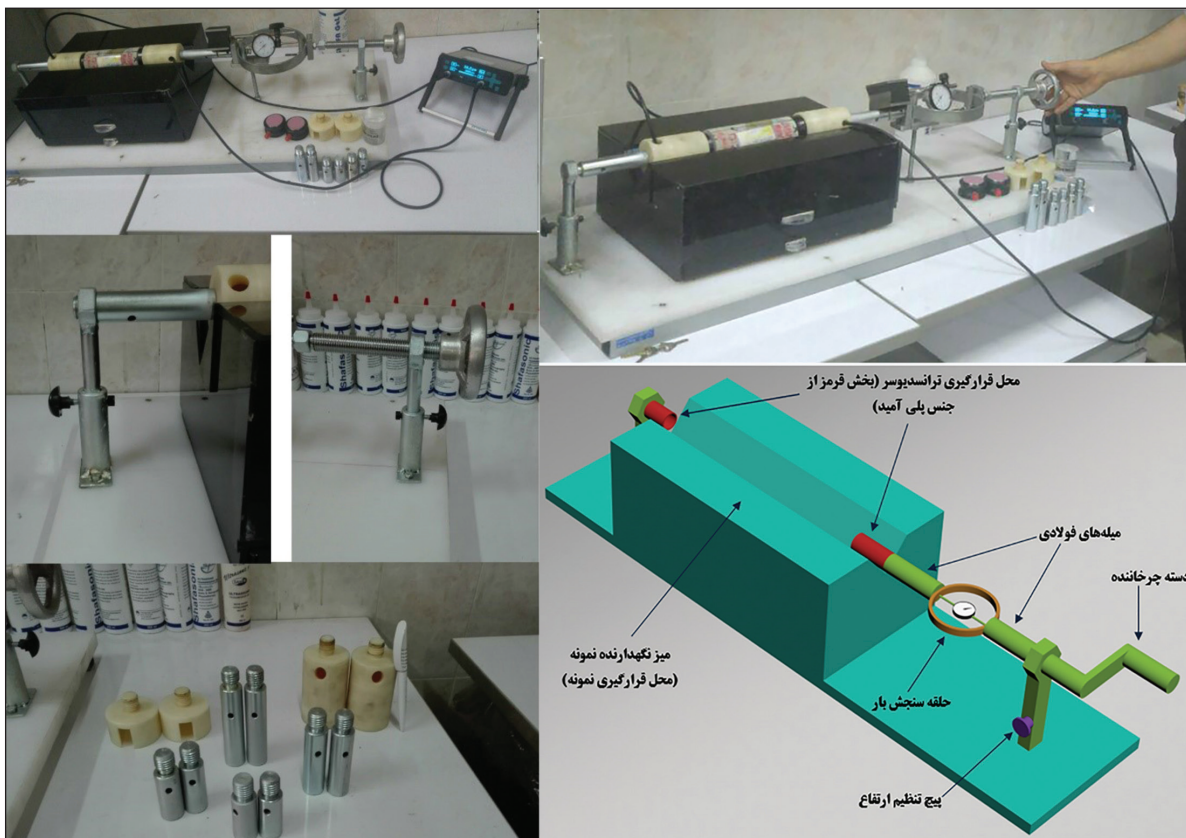 Shafasonic
محل قرارگیری ترانسدیوسر (بخش قرمز از
جنس پلی آمید)
میله‌های فولادی
دسته چرخاننده
میز نگهدارنده نمونه
(محل قرارگیری نمونه)
حلقه سنجش بار
پیچ تنظیم ارتفاع